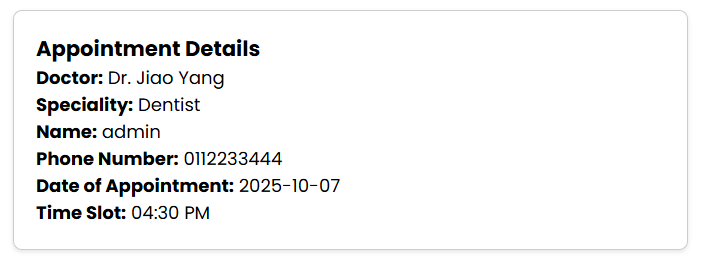 Appointment Details
Doctor: Dr. Jiao Yang
Speciality: Dentist
Name: admin
Phone Number: 0112233444
Date of Appointment: 2025-10-07
Time Slot: 04:30 PM